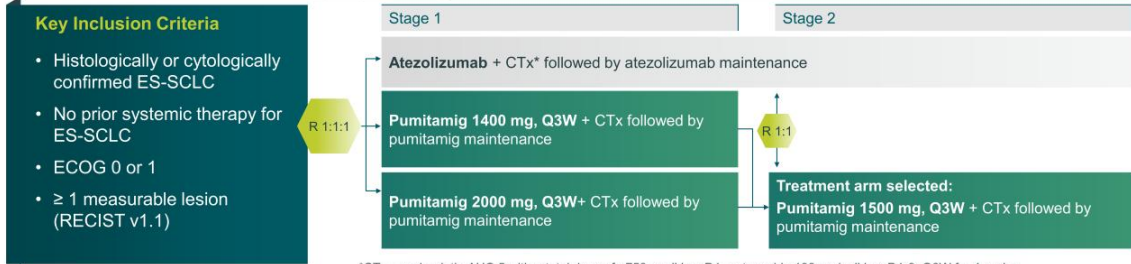 Key Inclusion Criteria
• Histologically or cytologically
confirmed ES-SCLC
• No prior systemic therapy for
ES-SCLC
• ECOG 0 or 1
• ≥ 1 measurable lesion
(RECIST v1.1)
R 1:1:1
Stage 1
Stage 2
Atezolizumab + CTx* followed by atezolizumab maintenance
Pumitamig 1400 mg, Q3W + CTx followed by
pumitamig maintenance
R 1:1
Pumitamig 2000 mg, Q3W+ CTx followed by
pumitamig maintenance
Treatment arm selected:
Pumitamig 1500 mg, Q3W + CTx followed by
pumitamig maintenance